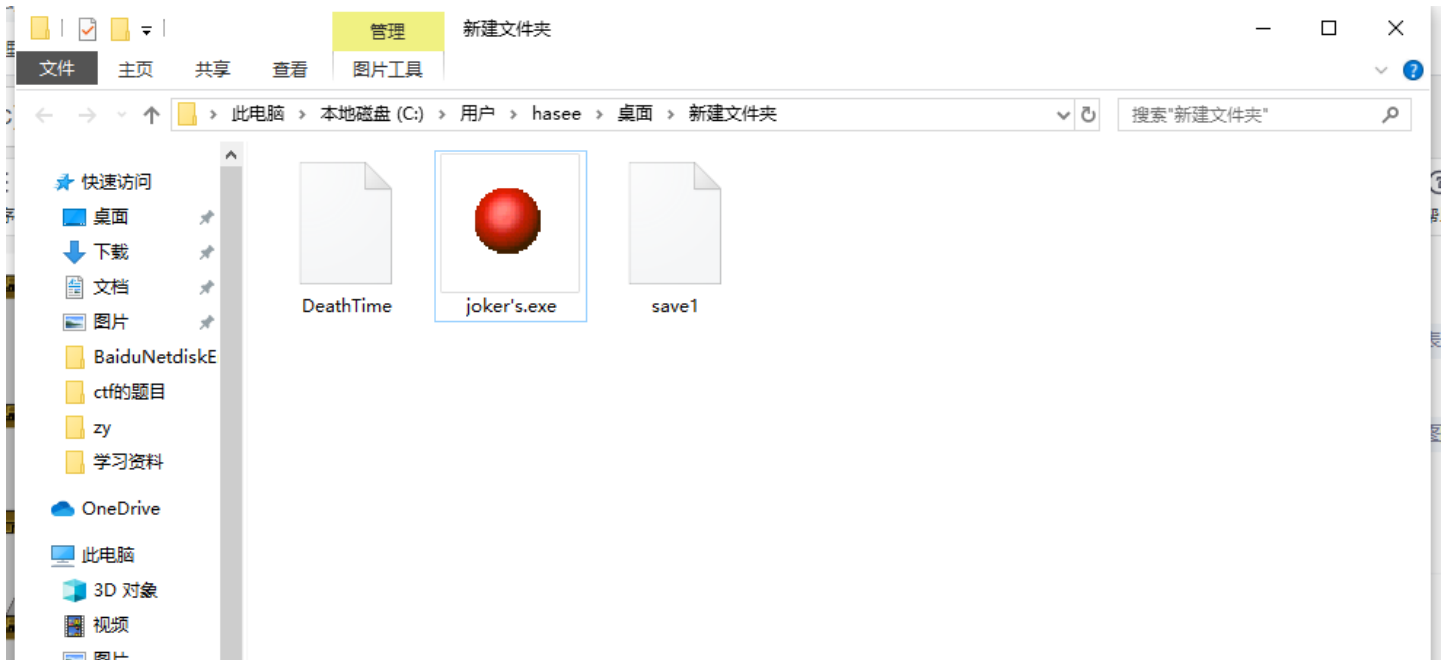 管理
新建文件夹
文件
主页
共享
查看
图片工具
此电脑 > 本地磁盘 (C:) > 用户 > hasee > 桌面 > 新建文件夹
搜索"新建文件夹"
快速访问
桌面
下载
文档
图片
BaiduNetdiskE
ctf的题目
zy
学习资料
OneDrive
此电脑
3D 对象
视频
图片
DeathTime
joker's.exe
save1